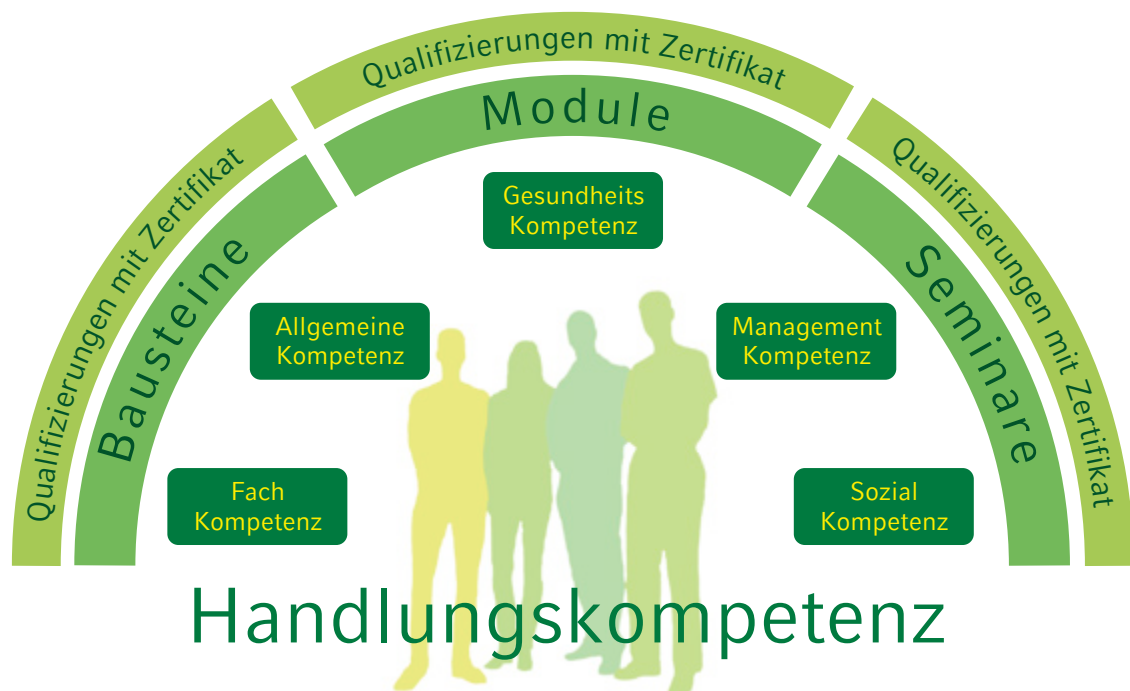 Qualifizierungen mit Zertifikat
Qualifizierungen mit Zertifikat
Qualifizierungen mit Zertifikat
Bausteine
Module
Seminare
Gesundheits
Kompetenz
Allgemeine
Kompetenz
Management
Kompetenz
Fach
Kompetenz
Sozial
Kompetenz
Handlungskompetenz